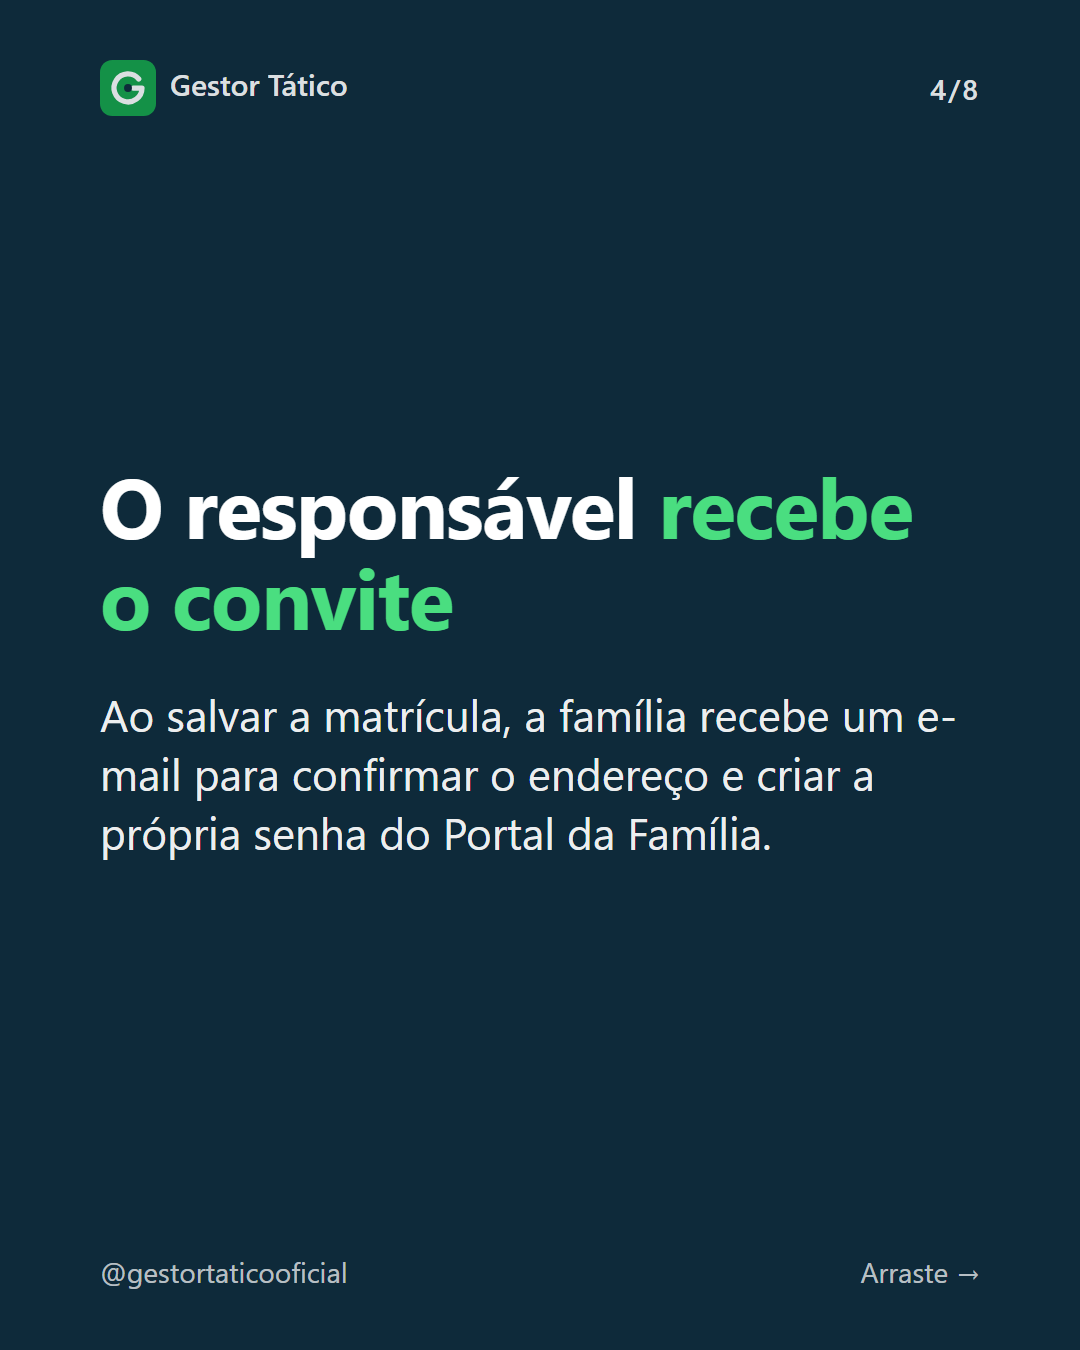 Gestor Tático
4/8
O responsável recebe
o convite
Ao salvar a matrícula, a família recebe um e-
mail para confirmar o endereço e criar a
própria senha do Portal da Família.
@gestortaticooficial
Arraste →